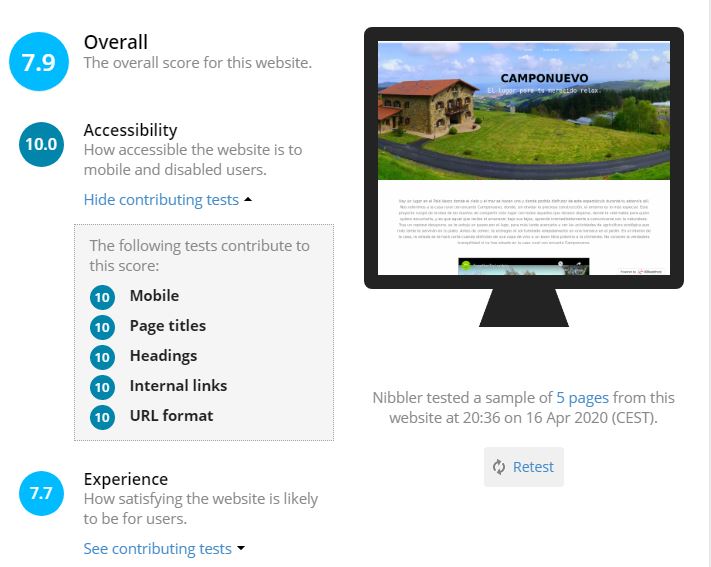 7.9
Overall
The overall score for this website.
10.0
Accessibility
How accessible the website is to
mobile and disabled users.
Hide contributing tests
The following tests contribute to
this score:
10 Mobile
10 Page titles
10 Headings
10 Internal links
10 URL format
7.7
Experience
How satisfying the website is likely
to be for users.
See contributing tests
CAMPONUEVO
El lugar para tu merecido relax.
Nibbler tested a sample of 5 pages from this
website at 20:36 on 16 Apr 2020 (CEST).
Retest